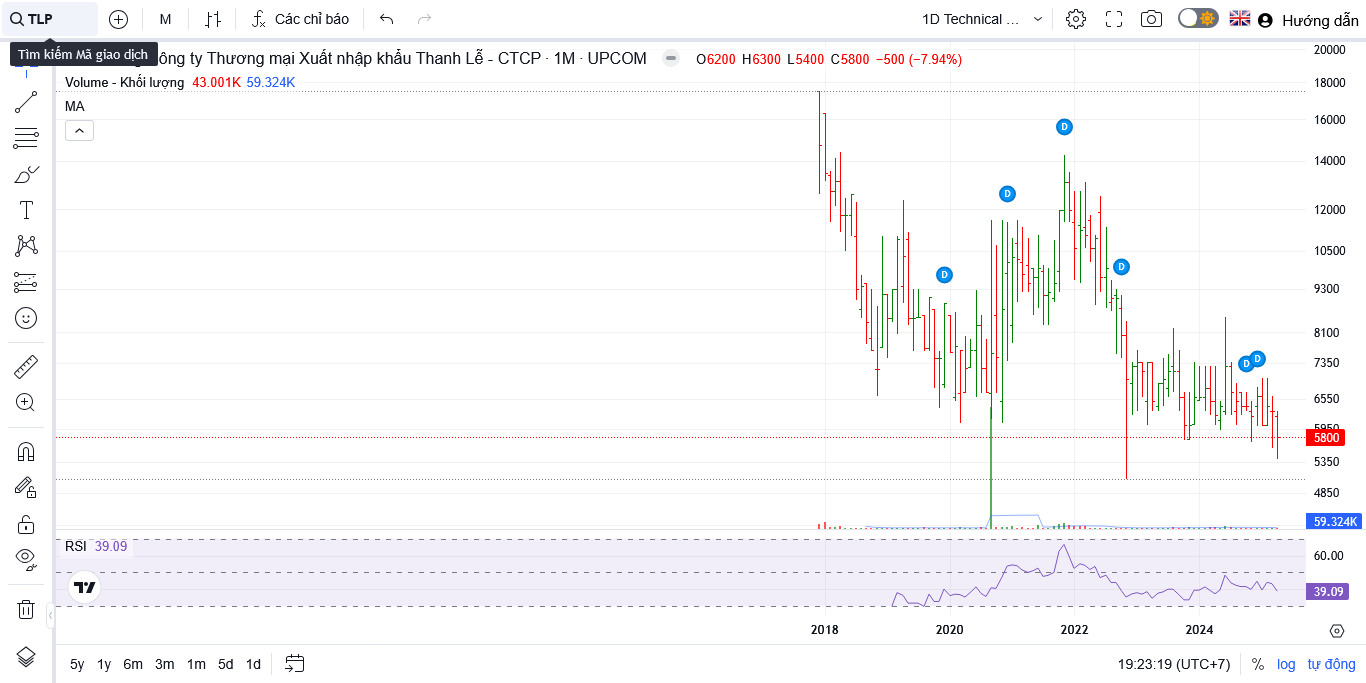 TLP M Các chỉ báo 1D Technical ... Hướng dẫn
Tìm kiếm Mã giao dịch ông ty Thương mại Xuất nhập khẩu Thanh Lễ - CTCP · 1M · UPCOM O6200 H6300 L5400 C5800 −500 (−7.94%)
Volume - Khối lượng 43.001K 59.324K
MA
20000
18000
16000
14000
12000
10500
9300
8100
7350
6550
5950
5800
5350
4850
59.324K
D
D
D
D
D D
RSI 39.09
60.00
39.09
2018 2020 2022 2024
5y 1y 6m 3m 1m 5d 1d 19:23:19 (UTC+7) % log tự động